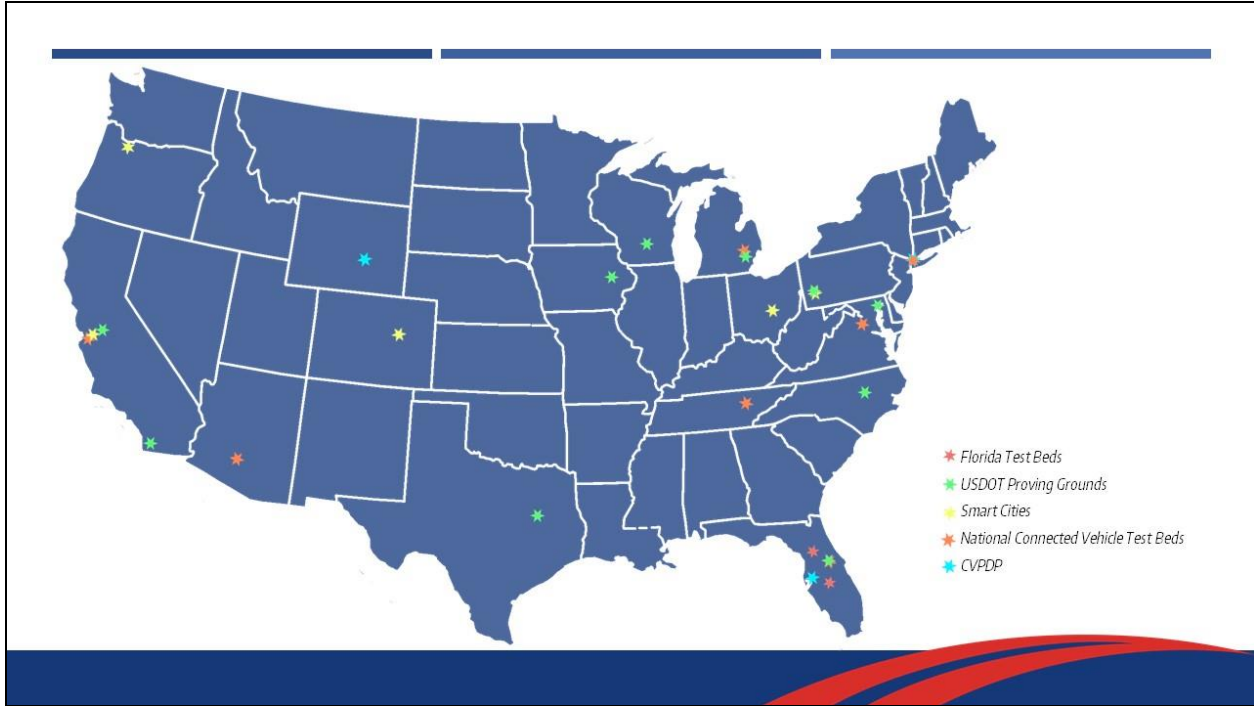 Florida Test Beds
USDOT Proving Grounds
Smart Cities
National Connected Vehicle Test Beds
CVPDP